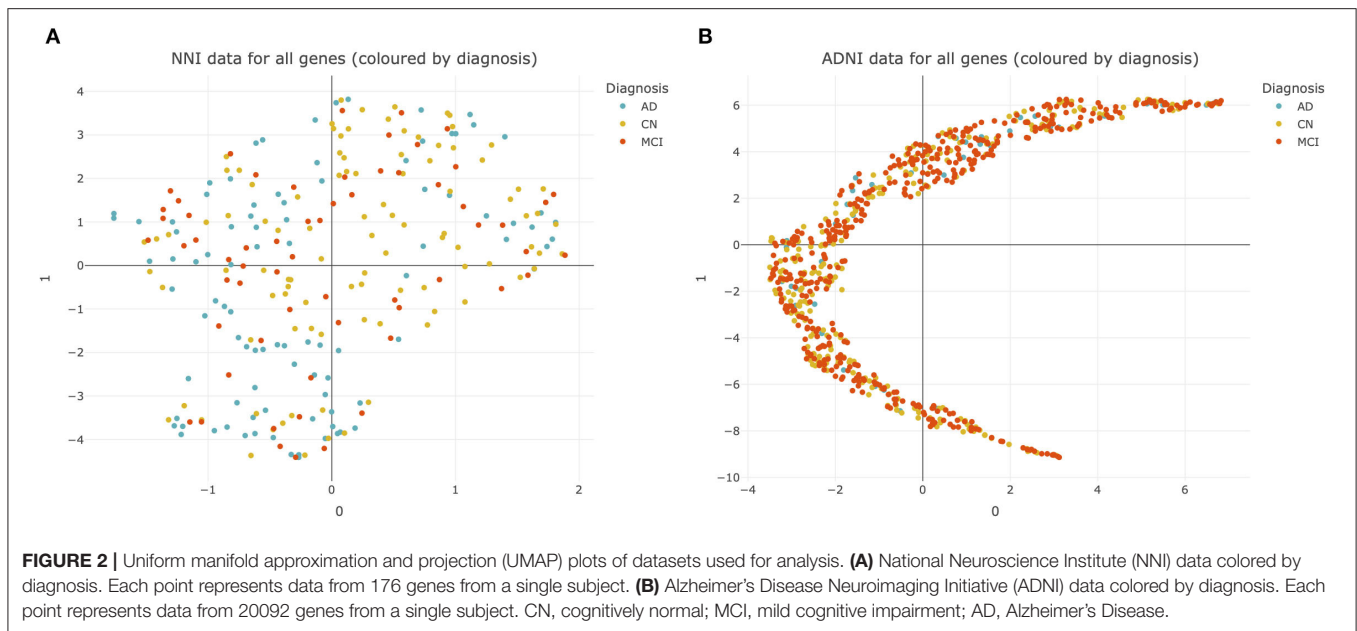 A
NNI data for all genes (coloured by diagnosis)
Diagnosis
AD
CN
MCI
4
3
2
1
0
−1
−2
−3
−4
1
−1
0
1
2
0
B
ADNI data for all genes (coloured by diagnosis)
Diagnosis
AD
CN
MCI
6
4
2
0
−2
−4
−6
−8
−10
1
−4
−2
0
2
4
6
0
FIGURE 2 | Uniform manifold approximation and projection (UMAP) plots of datasets used for analysis. (A) National Neuroscience Institute (NNI) data colored by
diagnosis. Each point represents data from 176 genes from a single subject. (B) Alzheimer's Disease Neuroimaging Initiative (ADNI) data colored by diagnosis. Each
point represents data from 20092 genes from a single subject. CN, cognitively normal; MCI, mild cognitive impairment; AD, Alzheimer's Disease.